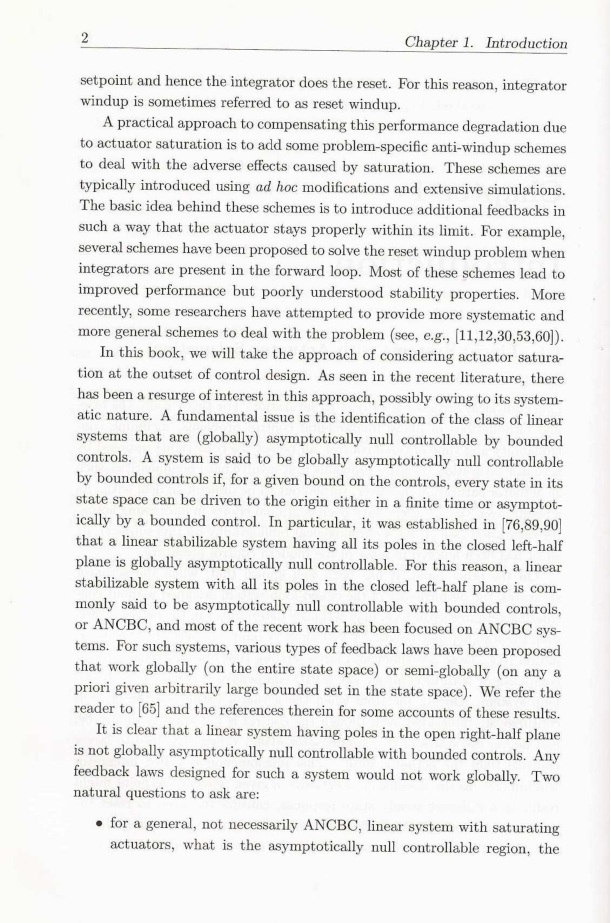 2 Chapter 1. Introduction
setpoint and hence the integrator does the reset. For this reason, integrator
windup is sometimes referred to as reset windup.
A practical approach to compensating this performance degradation due
to actuator saturation is to add some problem-specific anti-windup schemes
to deal with the adverse effects caused by saturation. These schemes are
typically introduced using ad hoc modifications and extensive simulations.
The basic idea behind these schemes is to introduce additional feedbacks in
such a way that the actuator stays properly within its limit. For example,
several schemes have been proposed to solve the reset windup problem when
integrators are present in the forward loop. Most of these schemes lead to
improved performance but poorly understood stability properties. More
recently, some researchers have attempted to provide more systematic and
more general schemes to deal with the problem (see, e.g., [11,12,30,53,60]).
In this book, we will take the approach of considering actuator satura-
tion at the outset of control design. As seen in the recent literature, there
has been a resurge of interest in this approach, possibly owing to its system-
atic nature. A fundamental issue is the identification of the class of linear
systems that are (globally) asymptotically null controllable by bounded
controls. A system is said to be globally asymptotically null controllable
by bounded controls if, for a given bound on the controls, every state in its
state space can be driven to the origin either in a finite time or asymptot-
ically by a bounded control. In particular, it was established in [76,89,90]
that a linear stabilizable system having all its poles in the closed left-half
plane is globally asymptotically null controllable. For this reason, a linear
stabilizable system with all its poles in the closed left-half plane is com-
monly said to be asymptotically null controllable with bounded controls,
or ANCBC, and most of the recent work has been focused on ANCBC sys-
tems. For such systems, various types of feedback laws have been proposed
that work globally (on the entire state space) or semi-globally (on any a
priori given arbitrarily large bounded set in the state space). We refer the
reader to [65] and the references therein for some accounts of these results.
It is clear that a linear system having poles in the open right-half plane
is not globally asymptotically null controllable with bounded controls. Any
feedback laws designed for such a system would not work globally. Two
natural questions to ask are:
• for a general, not necessarily ANCBC, linear system with saturating
actuators, what is the asymptotically null controllable region, the